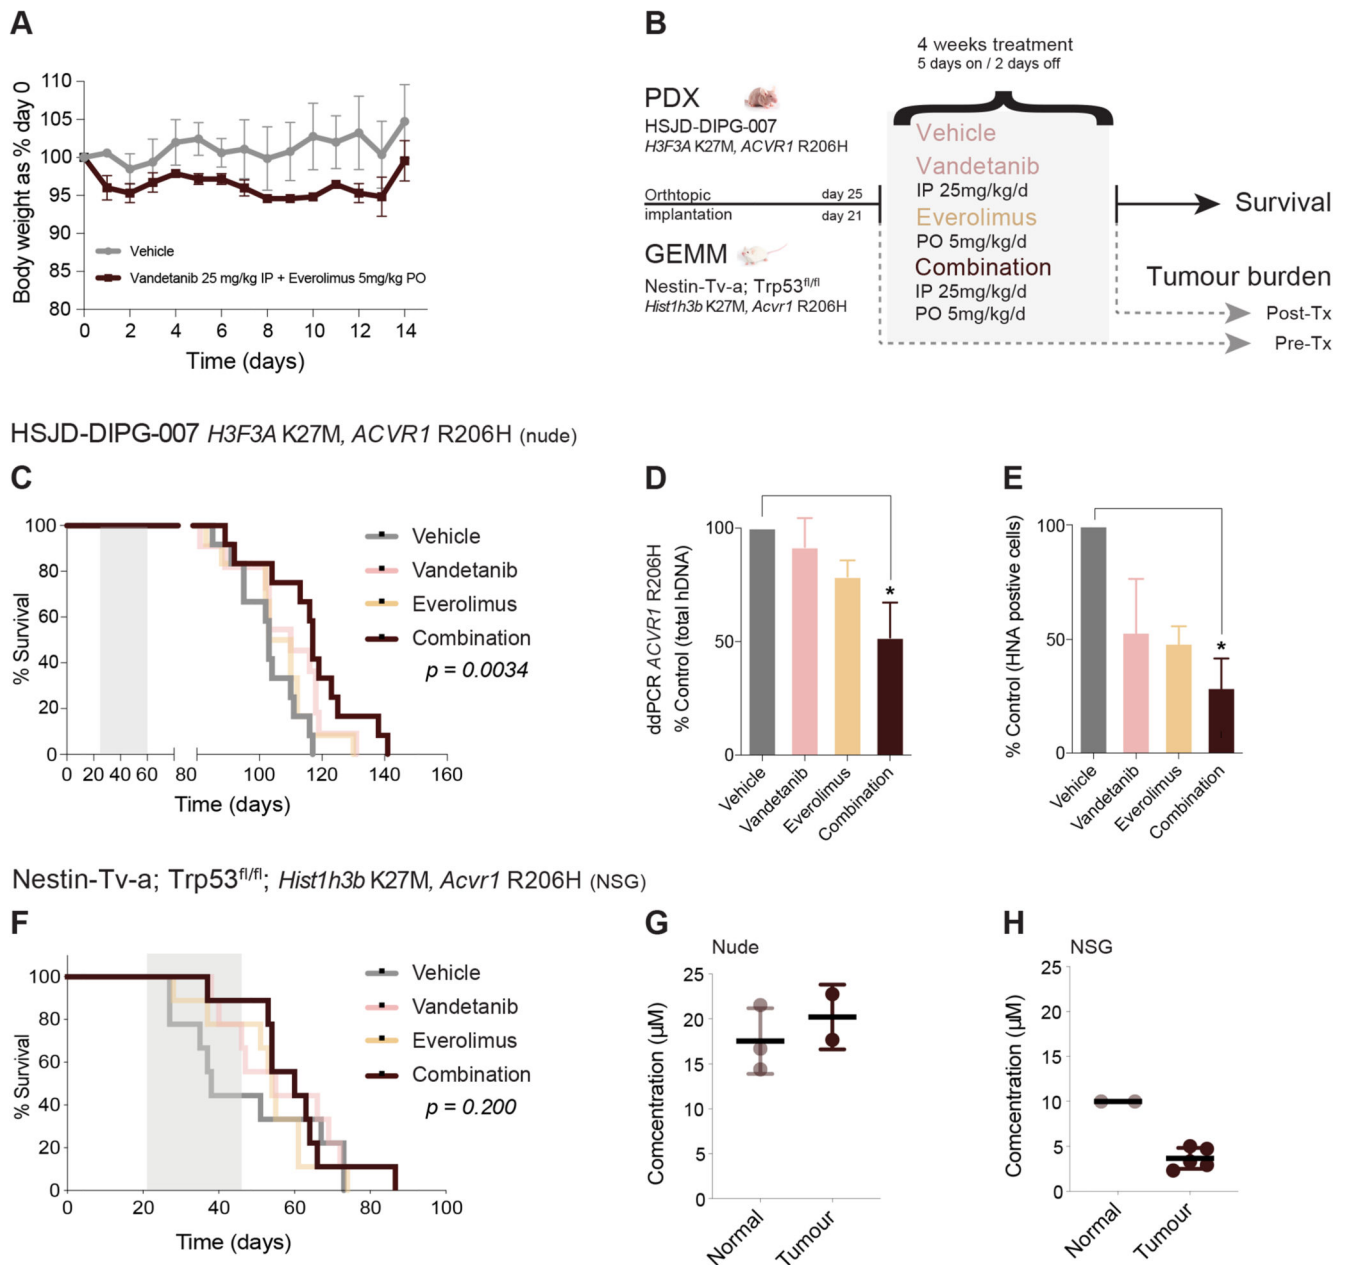 A
Body weight as % day 0
110
105
100
95
90
85
80
Vehicle
Vandetanib 25 mg/kg IP + Everolimus 5mg/kg PO
0 2 4 6 8 10 12 14
Time (days)
B
4 weeks treatment
5 days on / 2 days off
PDX
HSJD-DIPG-007
H3F3A K27M, ACVR1 R206H
Orthtopic
implantation
day 25
day 21
GEMM
Nestin-Tv-a; Trp53fl/fl
Hist1h3b K27M, Acvr1 R206H
Vehicle
Vandetanib
IP 25mg/kg/d
Everolimus
PO 5mg/kg/d
Combination
IP 25mg/kg/d
PO 5mg/kg/d
Survival
Tumour burden
Post-Tx
Pre-Tx
HSJD-DIPG-007 H3F3A K27M, ACVR1 R206H (nude)
C
% Survival
100
80
60
40
20
0
0 20 40 60 80 100 120 140 160
Time (days)
Vehicle
Vandetanib
Everolimus
Combination
p = 0.0034
D
ddPCR ACVR1 R206H
% Control (total hDNA)
100
50
0
*
Vehicle
Vandetanib
Everolimus
Combination
E
% Control (HNA postive cells)
100
50
0
*
Vehicle
Vandetanib
Everolimus
Combination
Nestin-Tv-a; Trp53fl/fl; Hist1h3b K27M, Acvr1 R206H (NSG)
F
% Survival
100
80
60
40
20
0
0 20 40 60 80 100
Time (days)
Vehicle
Vandetanib
Everolimus
Combination
p = 0.200
G
Nude
Comcentration (µM)
25
20
15
10
5
0
Normal
Tumour
H
NSG
Comcentration (µM)
25
20
15
10
5
0
Normal
Tumour